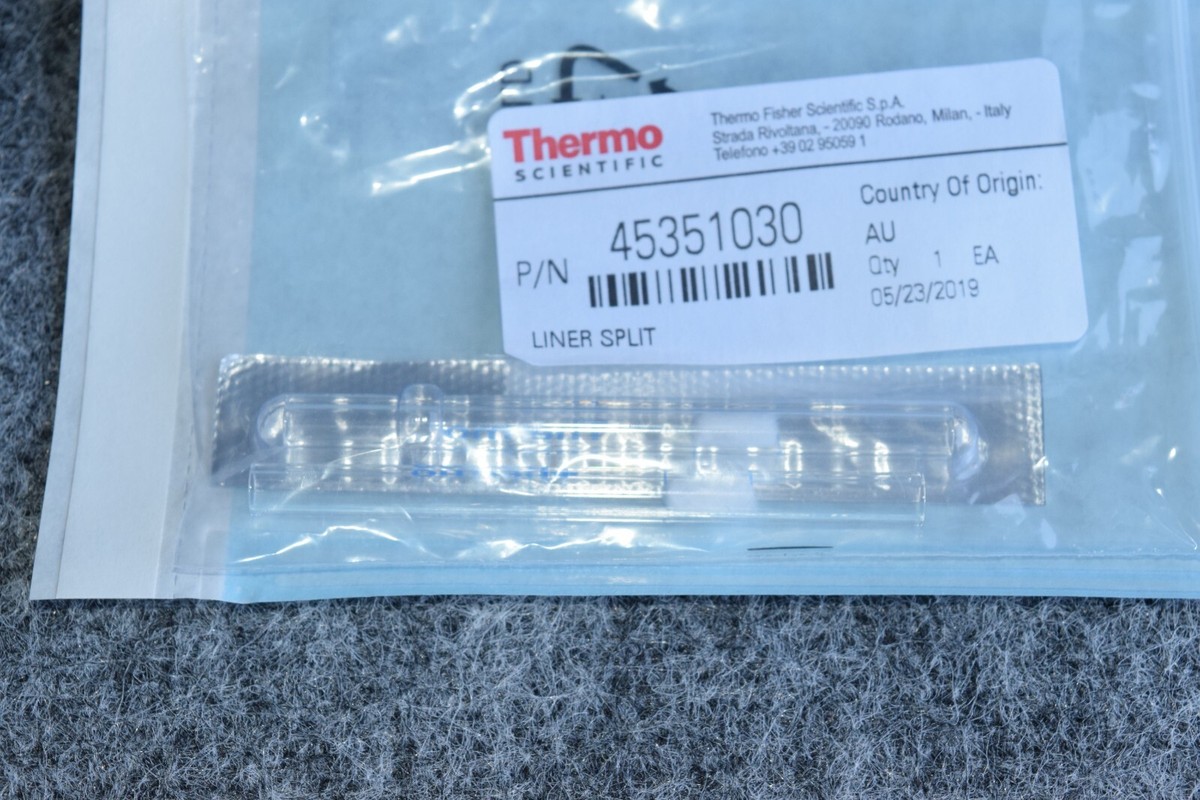 Thermo
SCIENTIFIC
Thermo Fisher Scientific S.p.A.
Strada Rivoltana, - 20090 Rodano, Milan, - Italy
Telefono +39 02 95059 1
P/N 45351030
LINER SPLIT
Country Of Origin:
AU
Qty 1 EA
05/23/2019